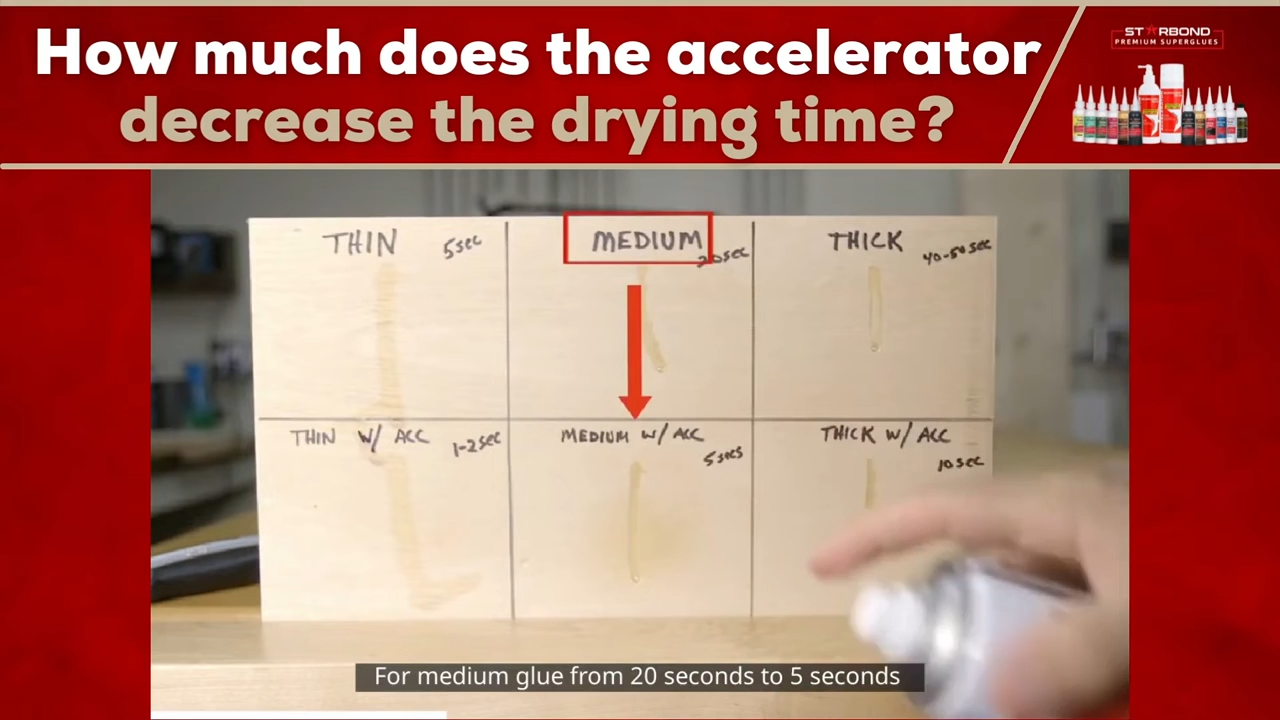 How much does the accelerator
decrease the drying time?
STARBOND
PREMIUM SUPERGLUES
THIN 5sec
MEDIUM 20sec
THICK 40-50sec
THIN W/ ACC 1-2sec
MEDIUM W/ ACC 5secs
THICK W/ ACC 10sec
For medium glue from 20 seconds to 5 seconds